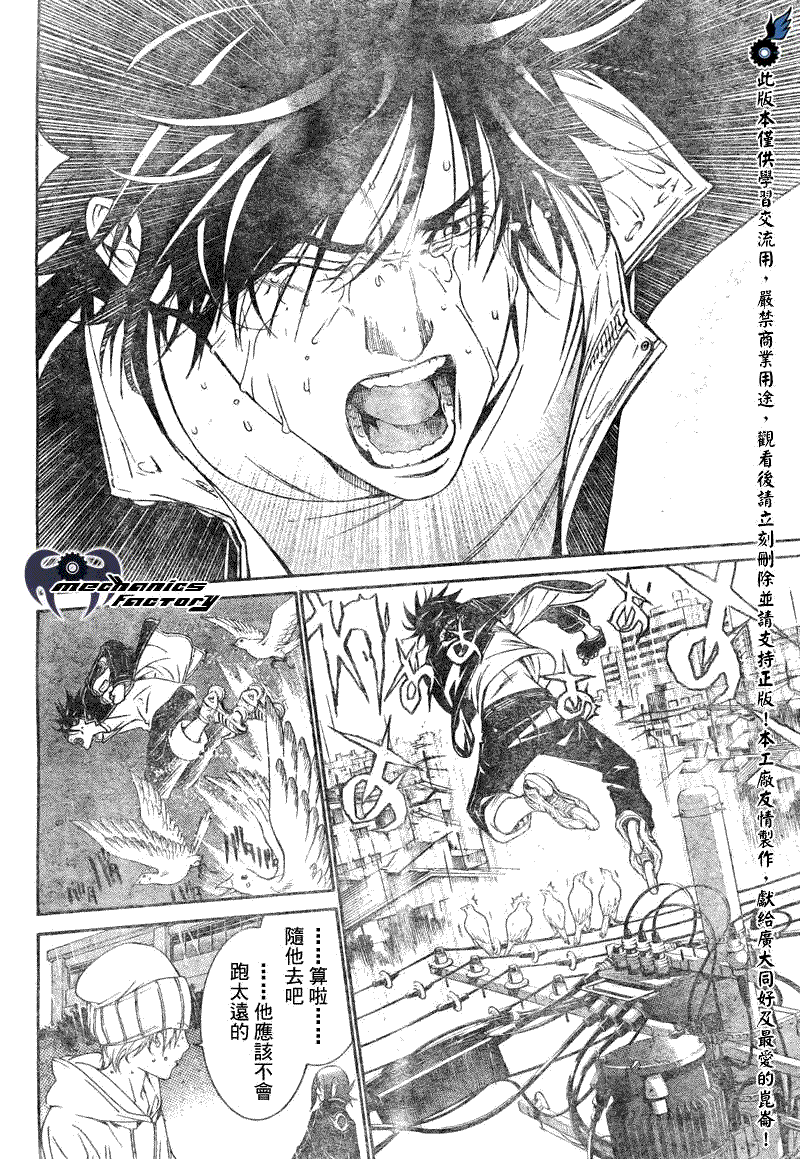 此版本僅供學習交流用，嚴禁商業用途，觀看後請立刻刪除並請支持正版！本工廠友情製作，獻給廣大同好及最愛的崑崙！
mechanics
Factory
……算啦……
隨他去吧
……他應該不會
跑太遠的